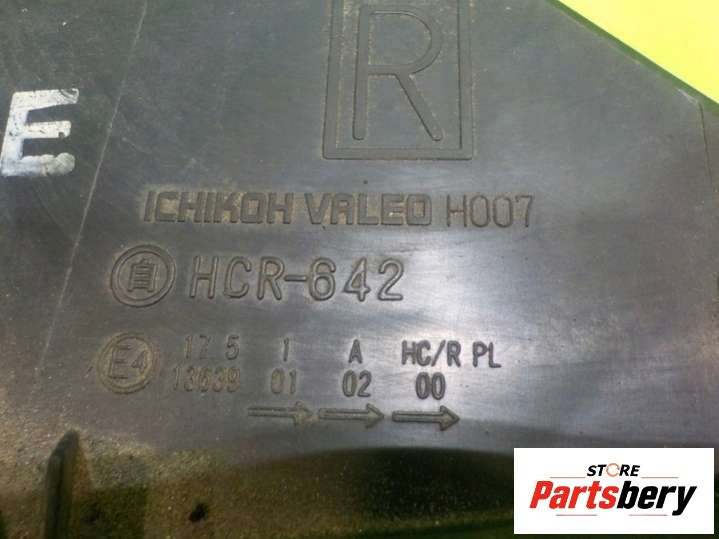 R
E
ICHIKOH VALEO H007
自 HCR-642
E4 17.5 1 A HC/R PL
13639 01 02 00
STORE
Partsbery